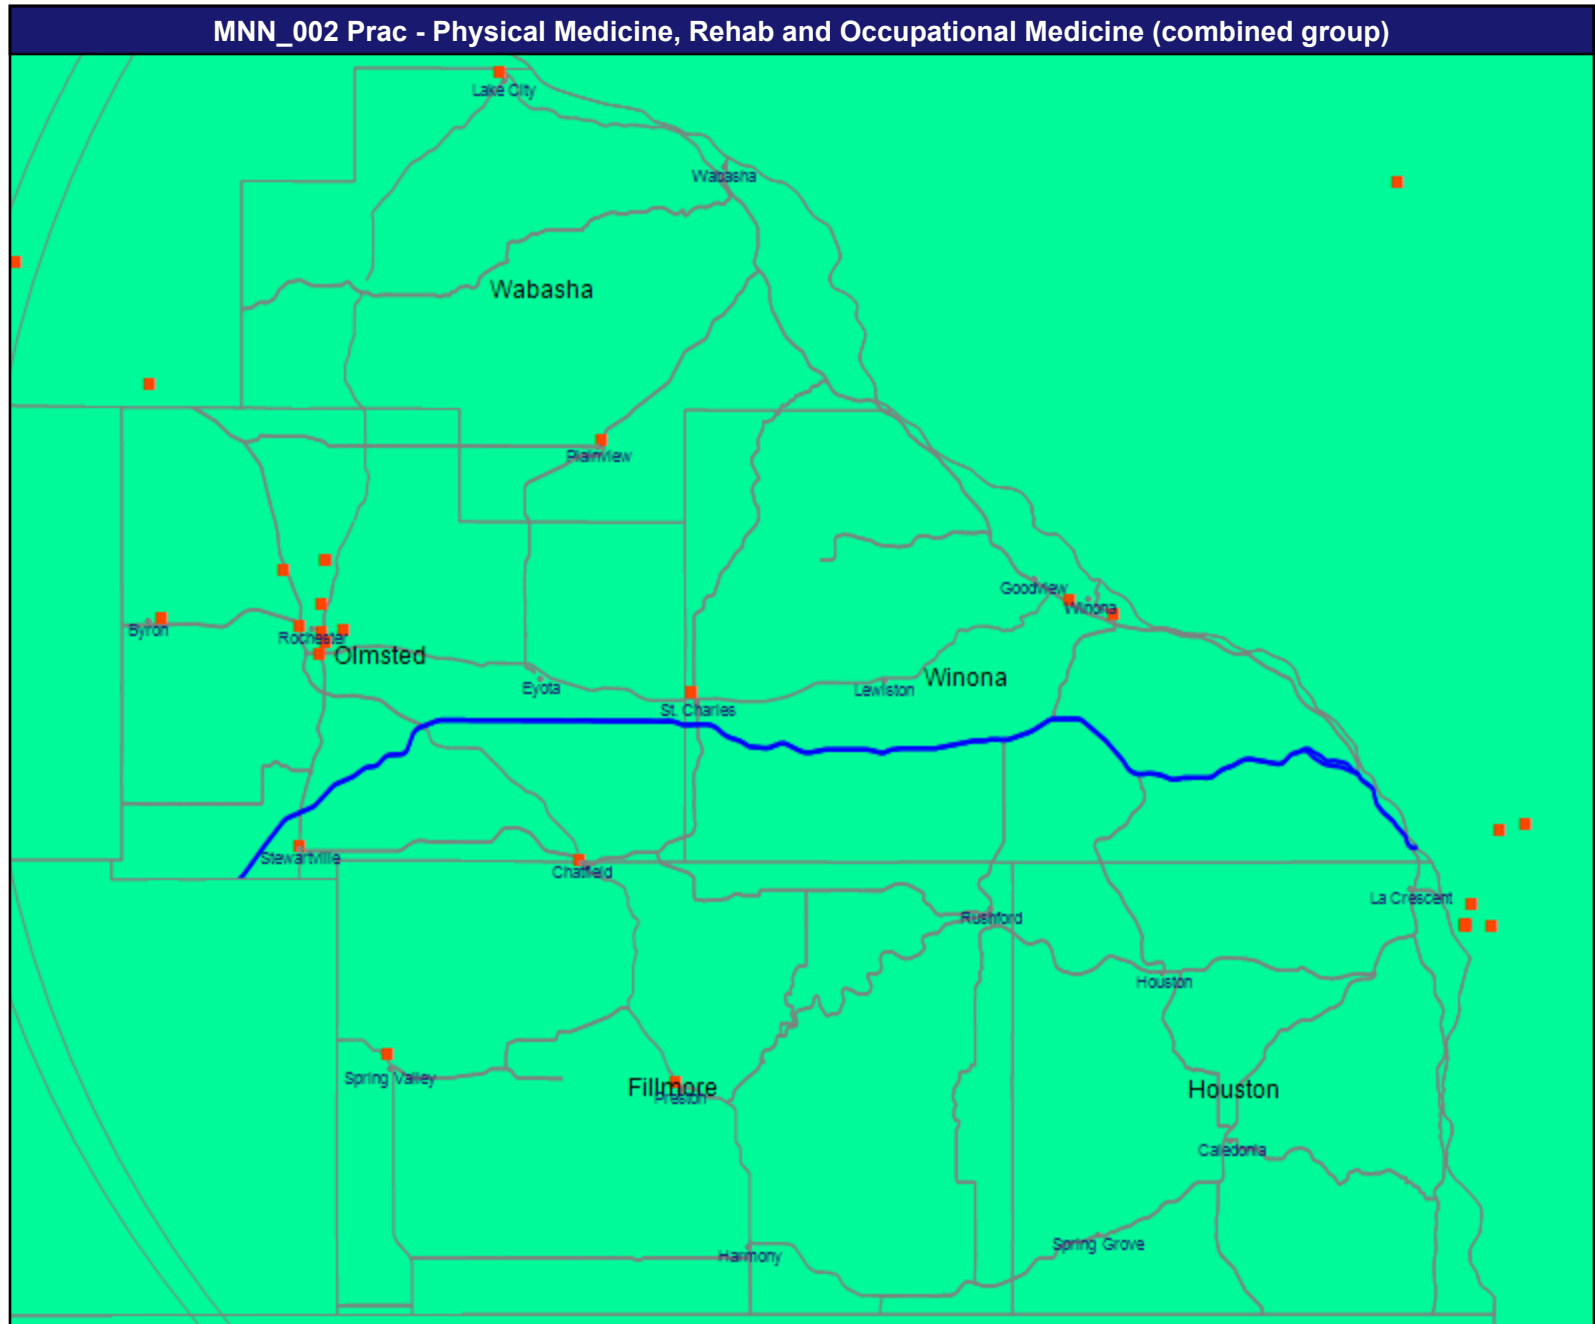 MNN_002 Prac - Physical Medicine, Rehab and Occupational Medicine (combined group)
Lake City
Wabasha
Wabasha
Plainview
Goodview
Winona
Byron
Rochester
Olmsted
Eyota
St. Charles
Lewiston
Winona
Stewartville
Chatfield
La Crescent
Rushford
Houston
Spring Valley
Fillmore
Preston
Houston
Caledonia
Spring Grove
Harmony